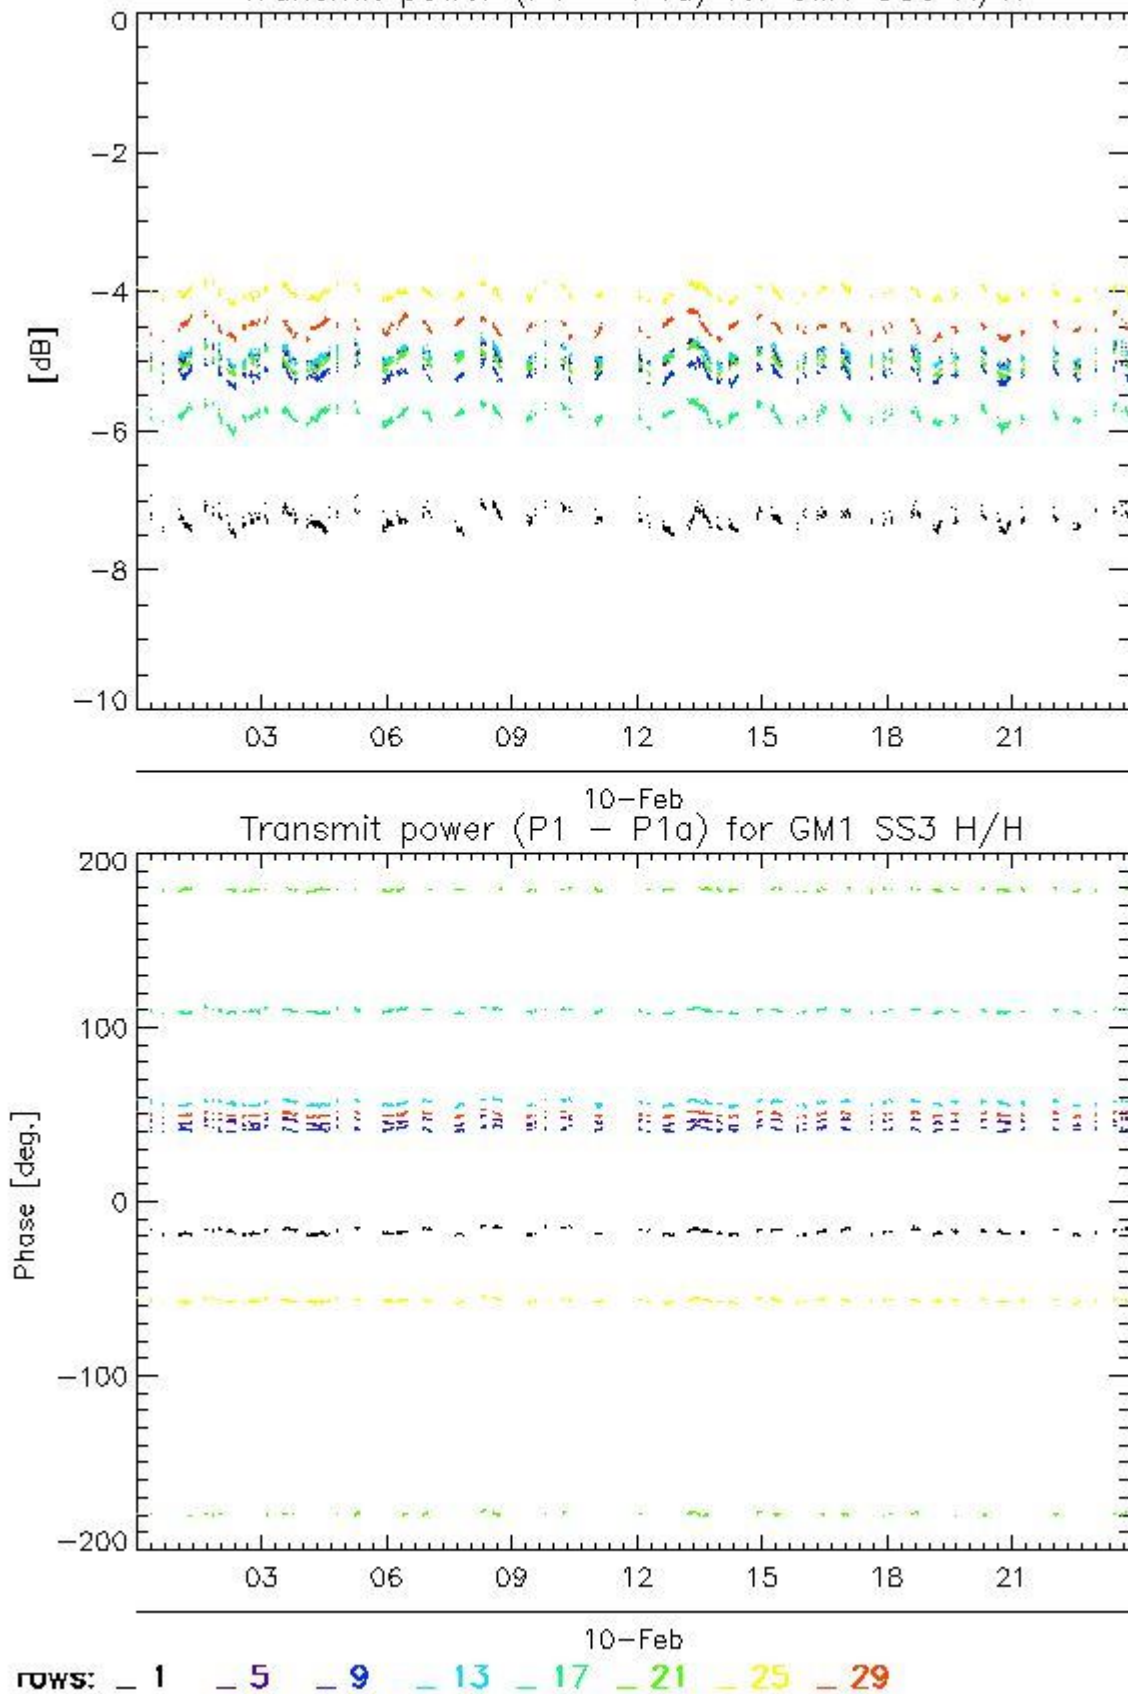 0
-2
-4
[dB]
-6
-8
-10
03 06 09 12 15 18 21
10-Feb
Transmit power (P1 - P1a) for GM1 SS3 H/H
200
100
Phase [deg.]
0
-100
-200
03 06 09 12 15 18 21
10-Feb
rows: _ 1 _ 5 _ 9 _ 13 _ 17 _ 21 _ 25 _ 29